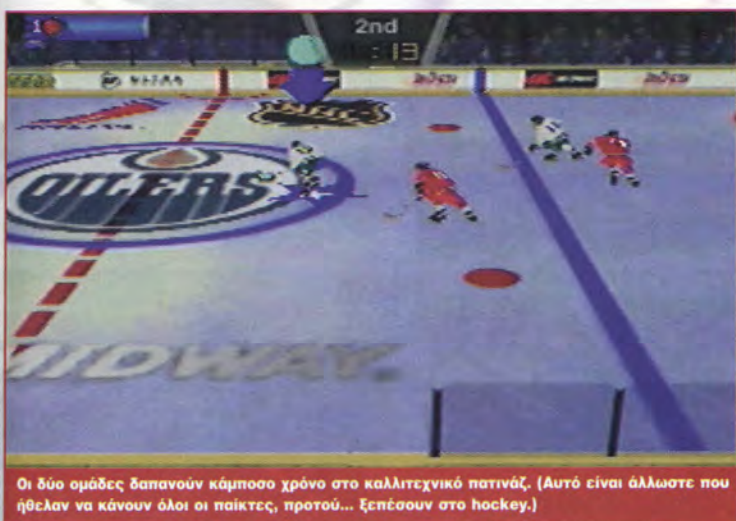 1
2nd
:13
NHL
OILERS
MIDWAY.
Οι δύο ομάδες δαπανούν κάμποσο χρόνο στο καλλιτεχνικό πατινάζ. (Αυτό είναι άλλωστε που
ήθελαν να κάνουν όλοι οι παίκτες, προτού... ξεπέσουν στο hockey.)